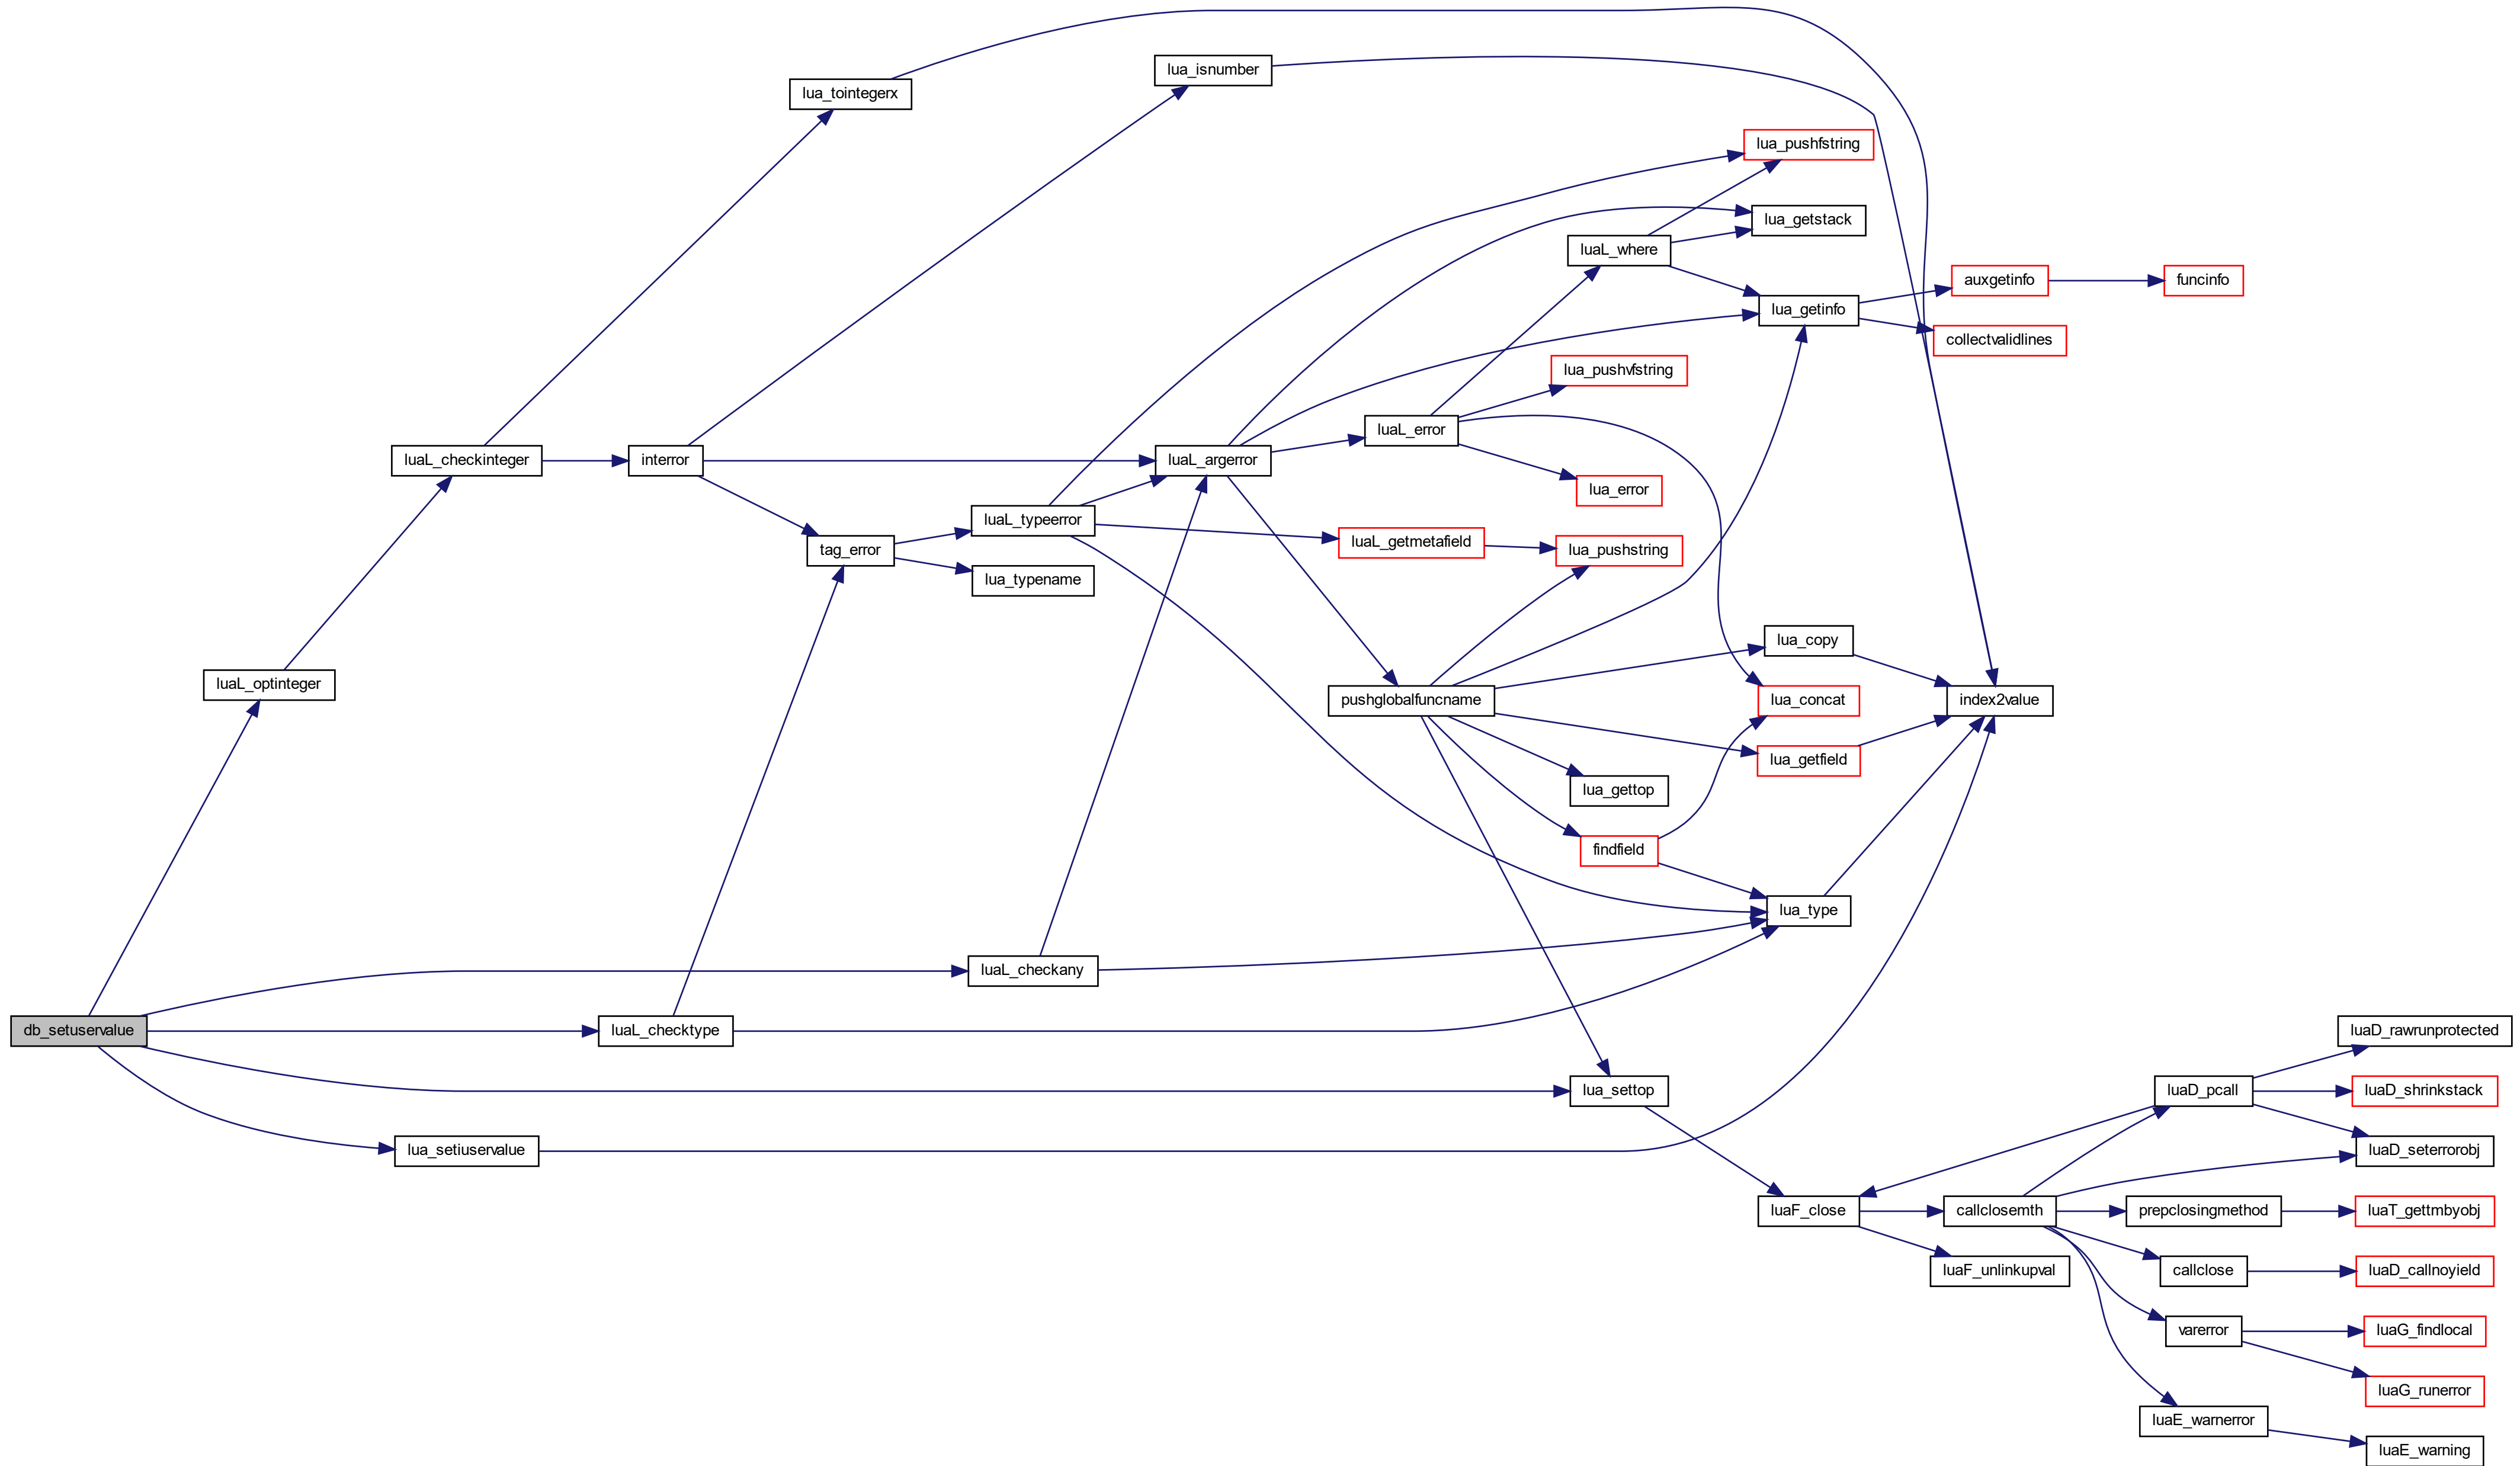 lua_isnumber
lua_tointegerx
lua_pushfstring
lua_getstack
luaL_where
auxgetinfo
funcinfo
lua_getinfo
collectvalidlines
lua_pushvfstring
luaL_error
luaL_checkinteger
interror
luaL_argerror
lua_error
luaL_typeerror
luaL_getmetafield
tag_error
lua_pushstring
lua_typename
lua_copy
luaL_optinteger
pushglobalfuncname
lua_concat
index2value
lua_getfield
lua_gettop
findfield
lua_type
luaL_checkany
db_setuservalue
luaL_checktype
luaD_rawrunprotected
lua_settop
luaD_pcall
luaD_shrinkstack
lua_setiuservalue
luaD_seterrorobj
luaF_close
callclosemth
prepclosingmethod
luaT_gettmbyobj
luaF_unlinkupval
callclose
luaD_callnoyield
varerror
luaG_findlocal
luaG_runerror
luaE_warnerror
luaE_warning